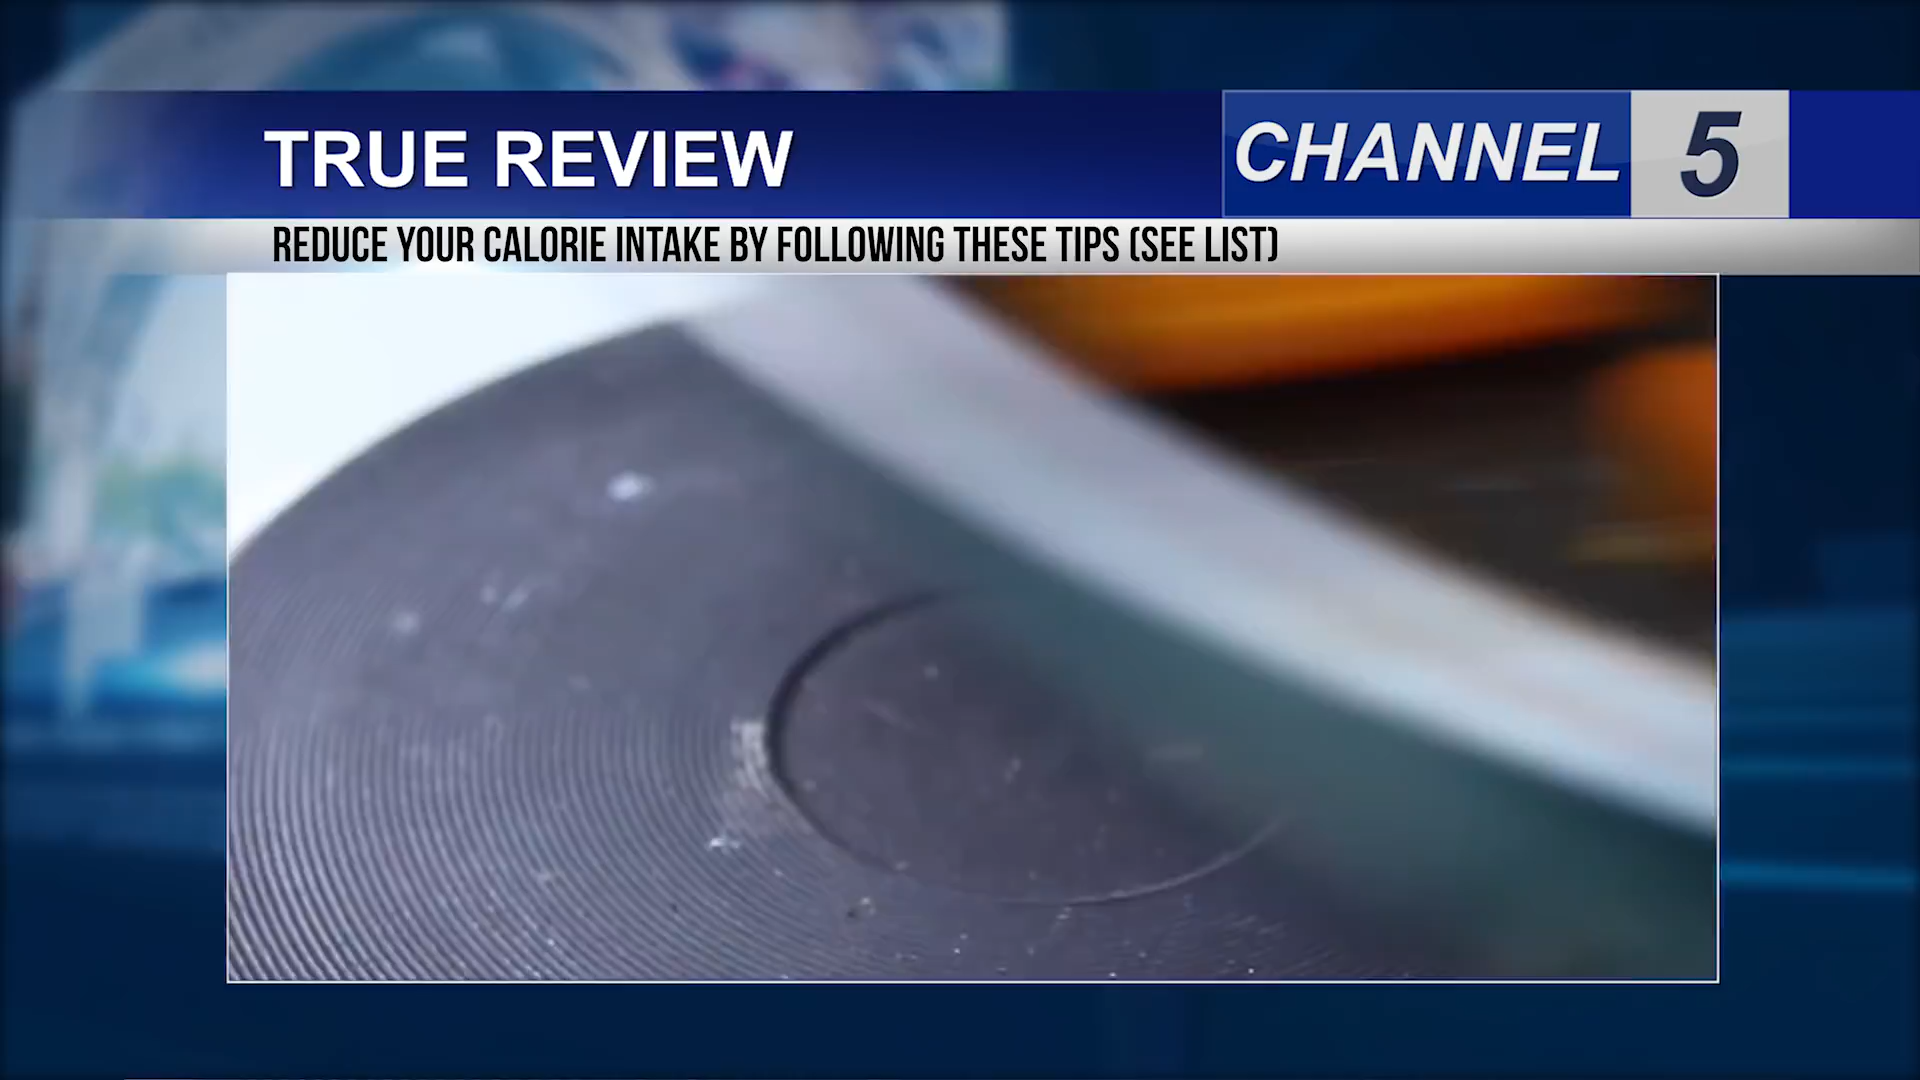 TRUE REVIEW
CHANNEL 5
REDUCE YOUR CALORIE INTAKE BY FOLLOWING THESE TIPS (SEE LIST)